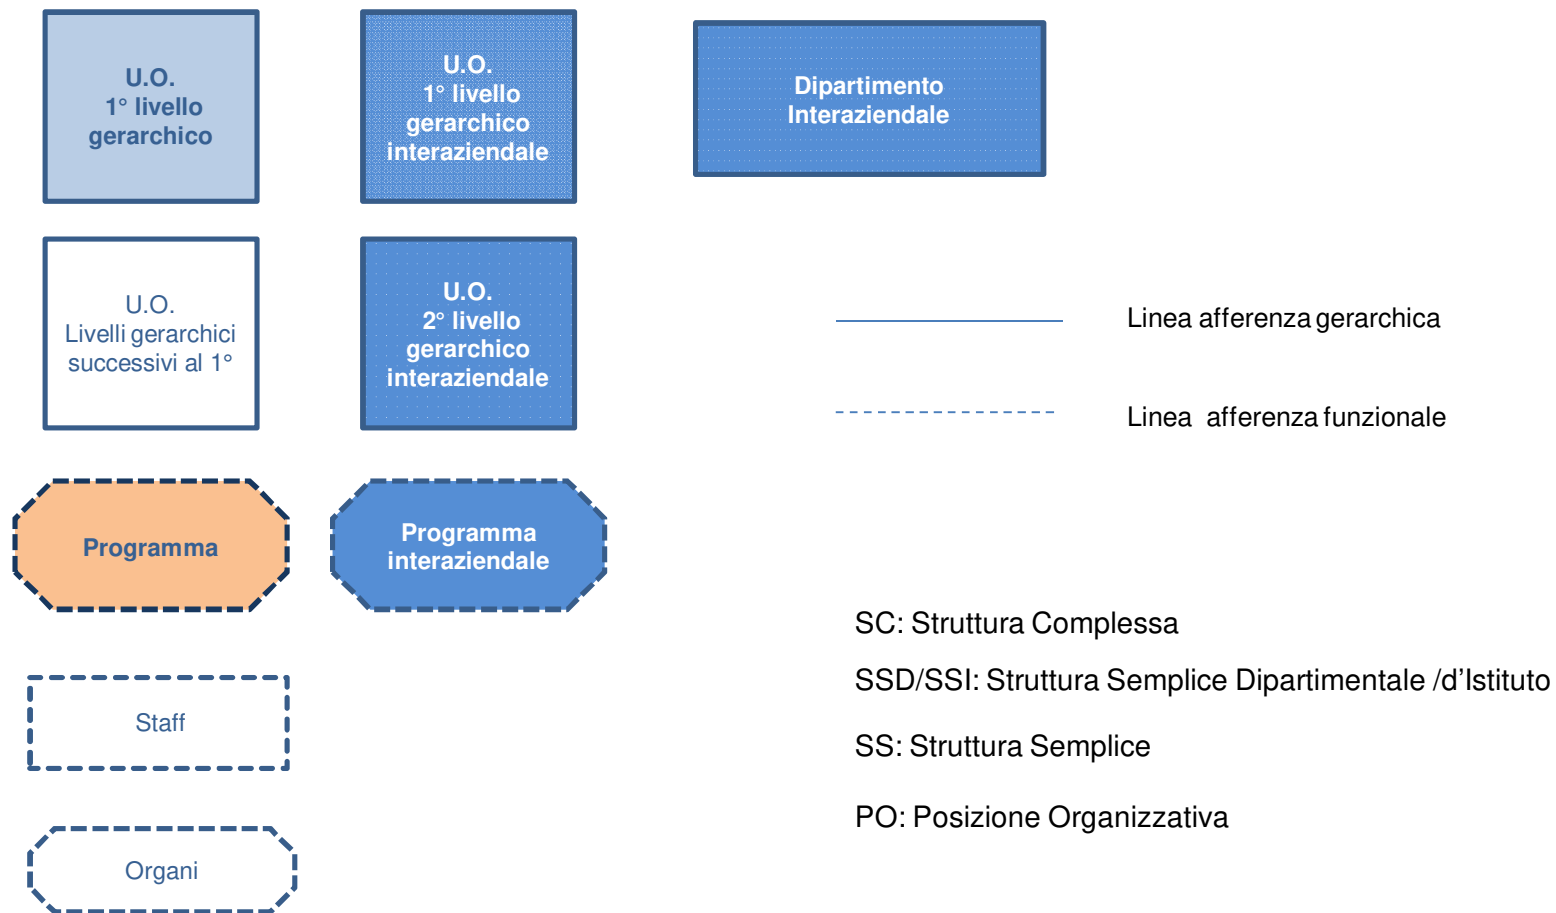 U.O.
1° livello
gerarchico
U.O.
1° livello
gerarchico
interaziendale
Dipartimento
Interaziendale
U.O.
Livelli gerarchici
successivi al 1°
U.O.
2° livello
gerarchico
interaziendale
Linea afferenza gerarchica
Linea afferenza funzionale
Programma
Programma
interaziendale
SC: Struttura Complessa
SSD/SSI: Struttura Semplice Dipartimentale /d’Istituto
Staff
SS: Struttura Semplice
PO: Posizione Organizzativa
Organi